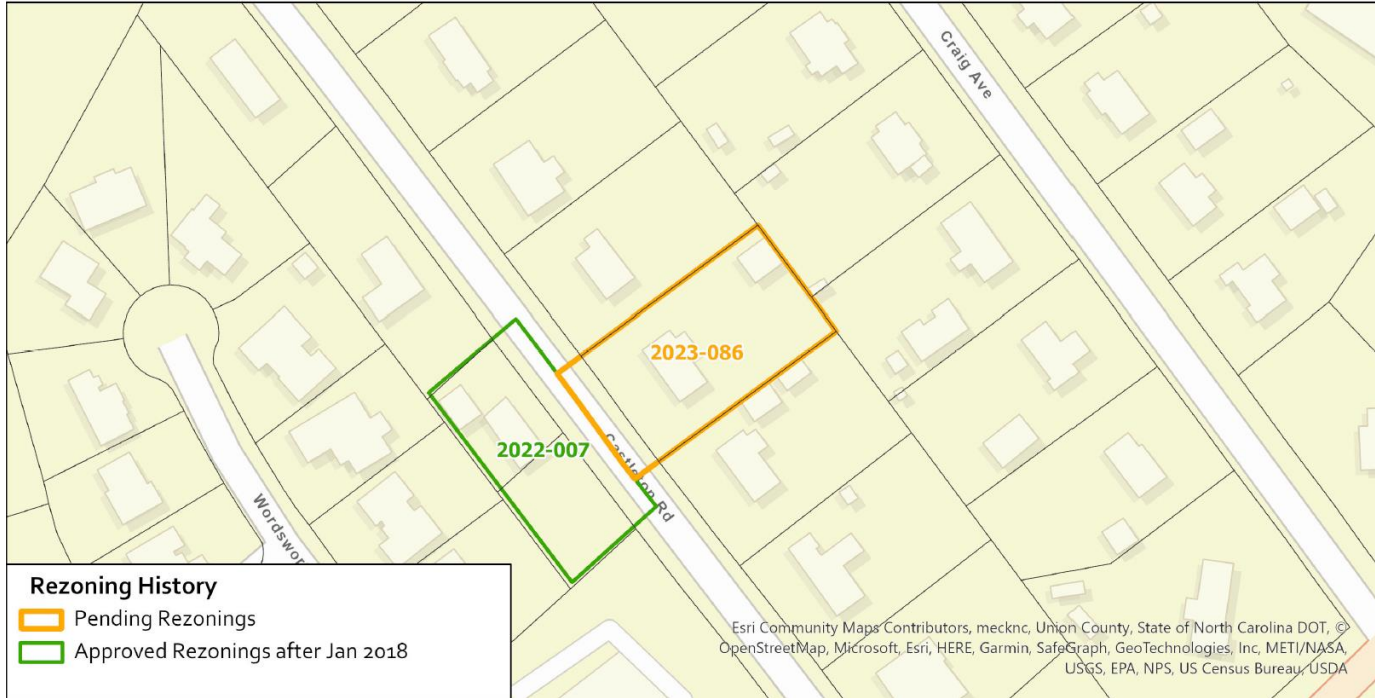 Craig Ave
2023-086
2022-007
Castleton Rd
Rezoning History
Pending Rezonings
Approved Rezonings after Jan 2018
Esri Community Maps Contributors, mecknc, Union County, State of North Carolina DOT, ©
OpenStreetMap, Microsoft, Esri, HERE, Garmin, SafeGraph, GeoTechnologies, Inc, METI/NASA,
USGS, EPA, NPS, US Census Bureau, USDA